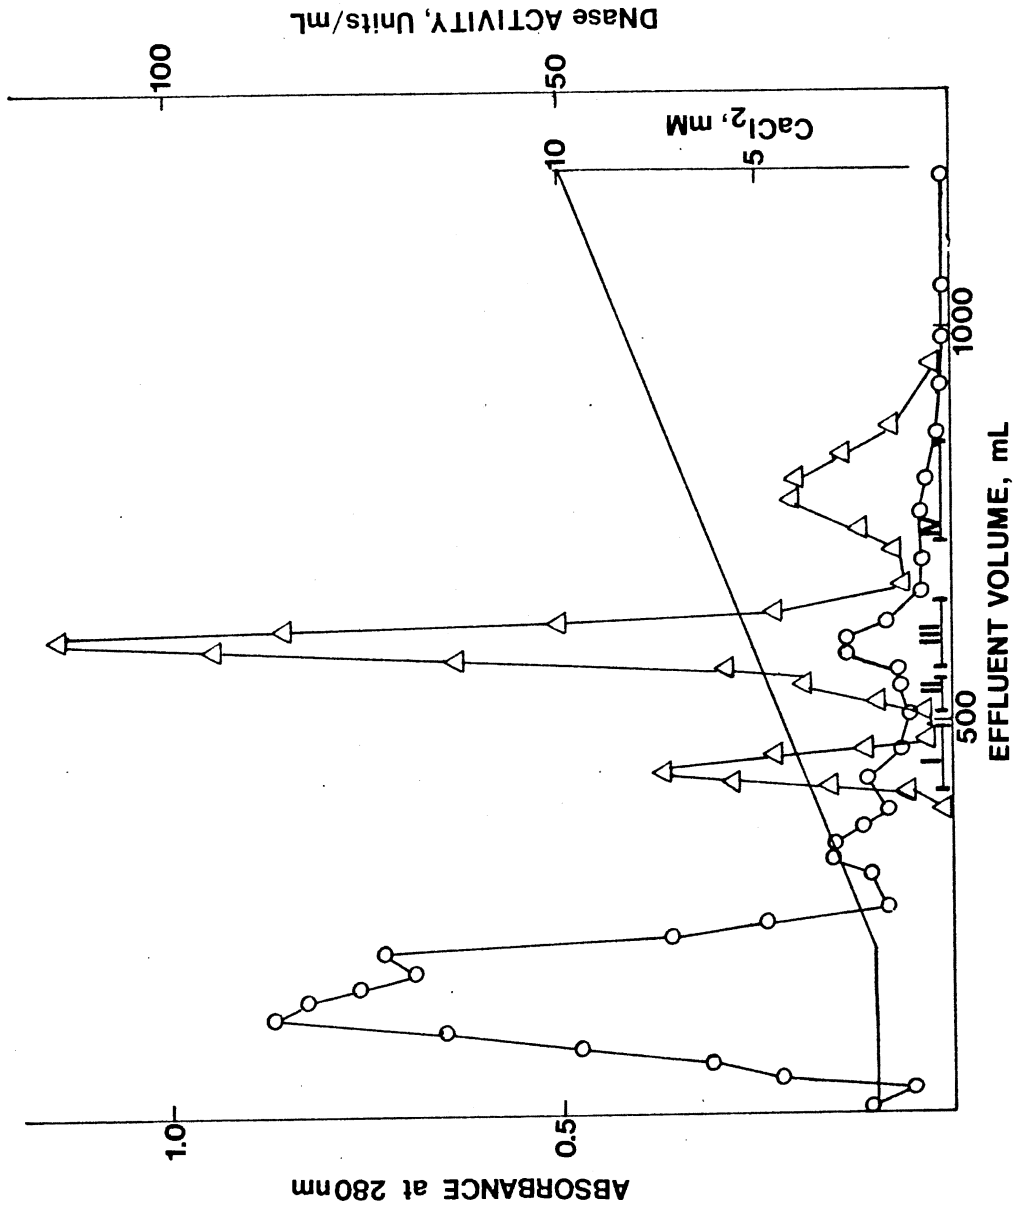 ABSORBANCE at 280nm
1.0
0.5
DNase ACTIVITY, Units/mL
100
50
CaCl2, mM
10
5
I
II
III
IV
500
1000
EFFLUENT VOLUME, mL